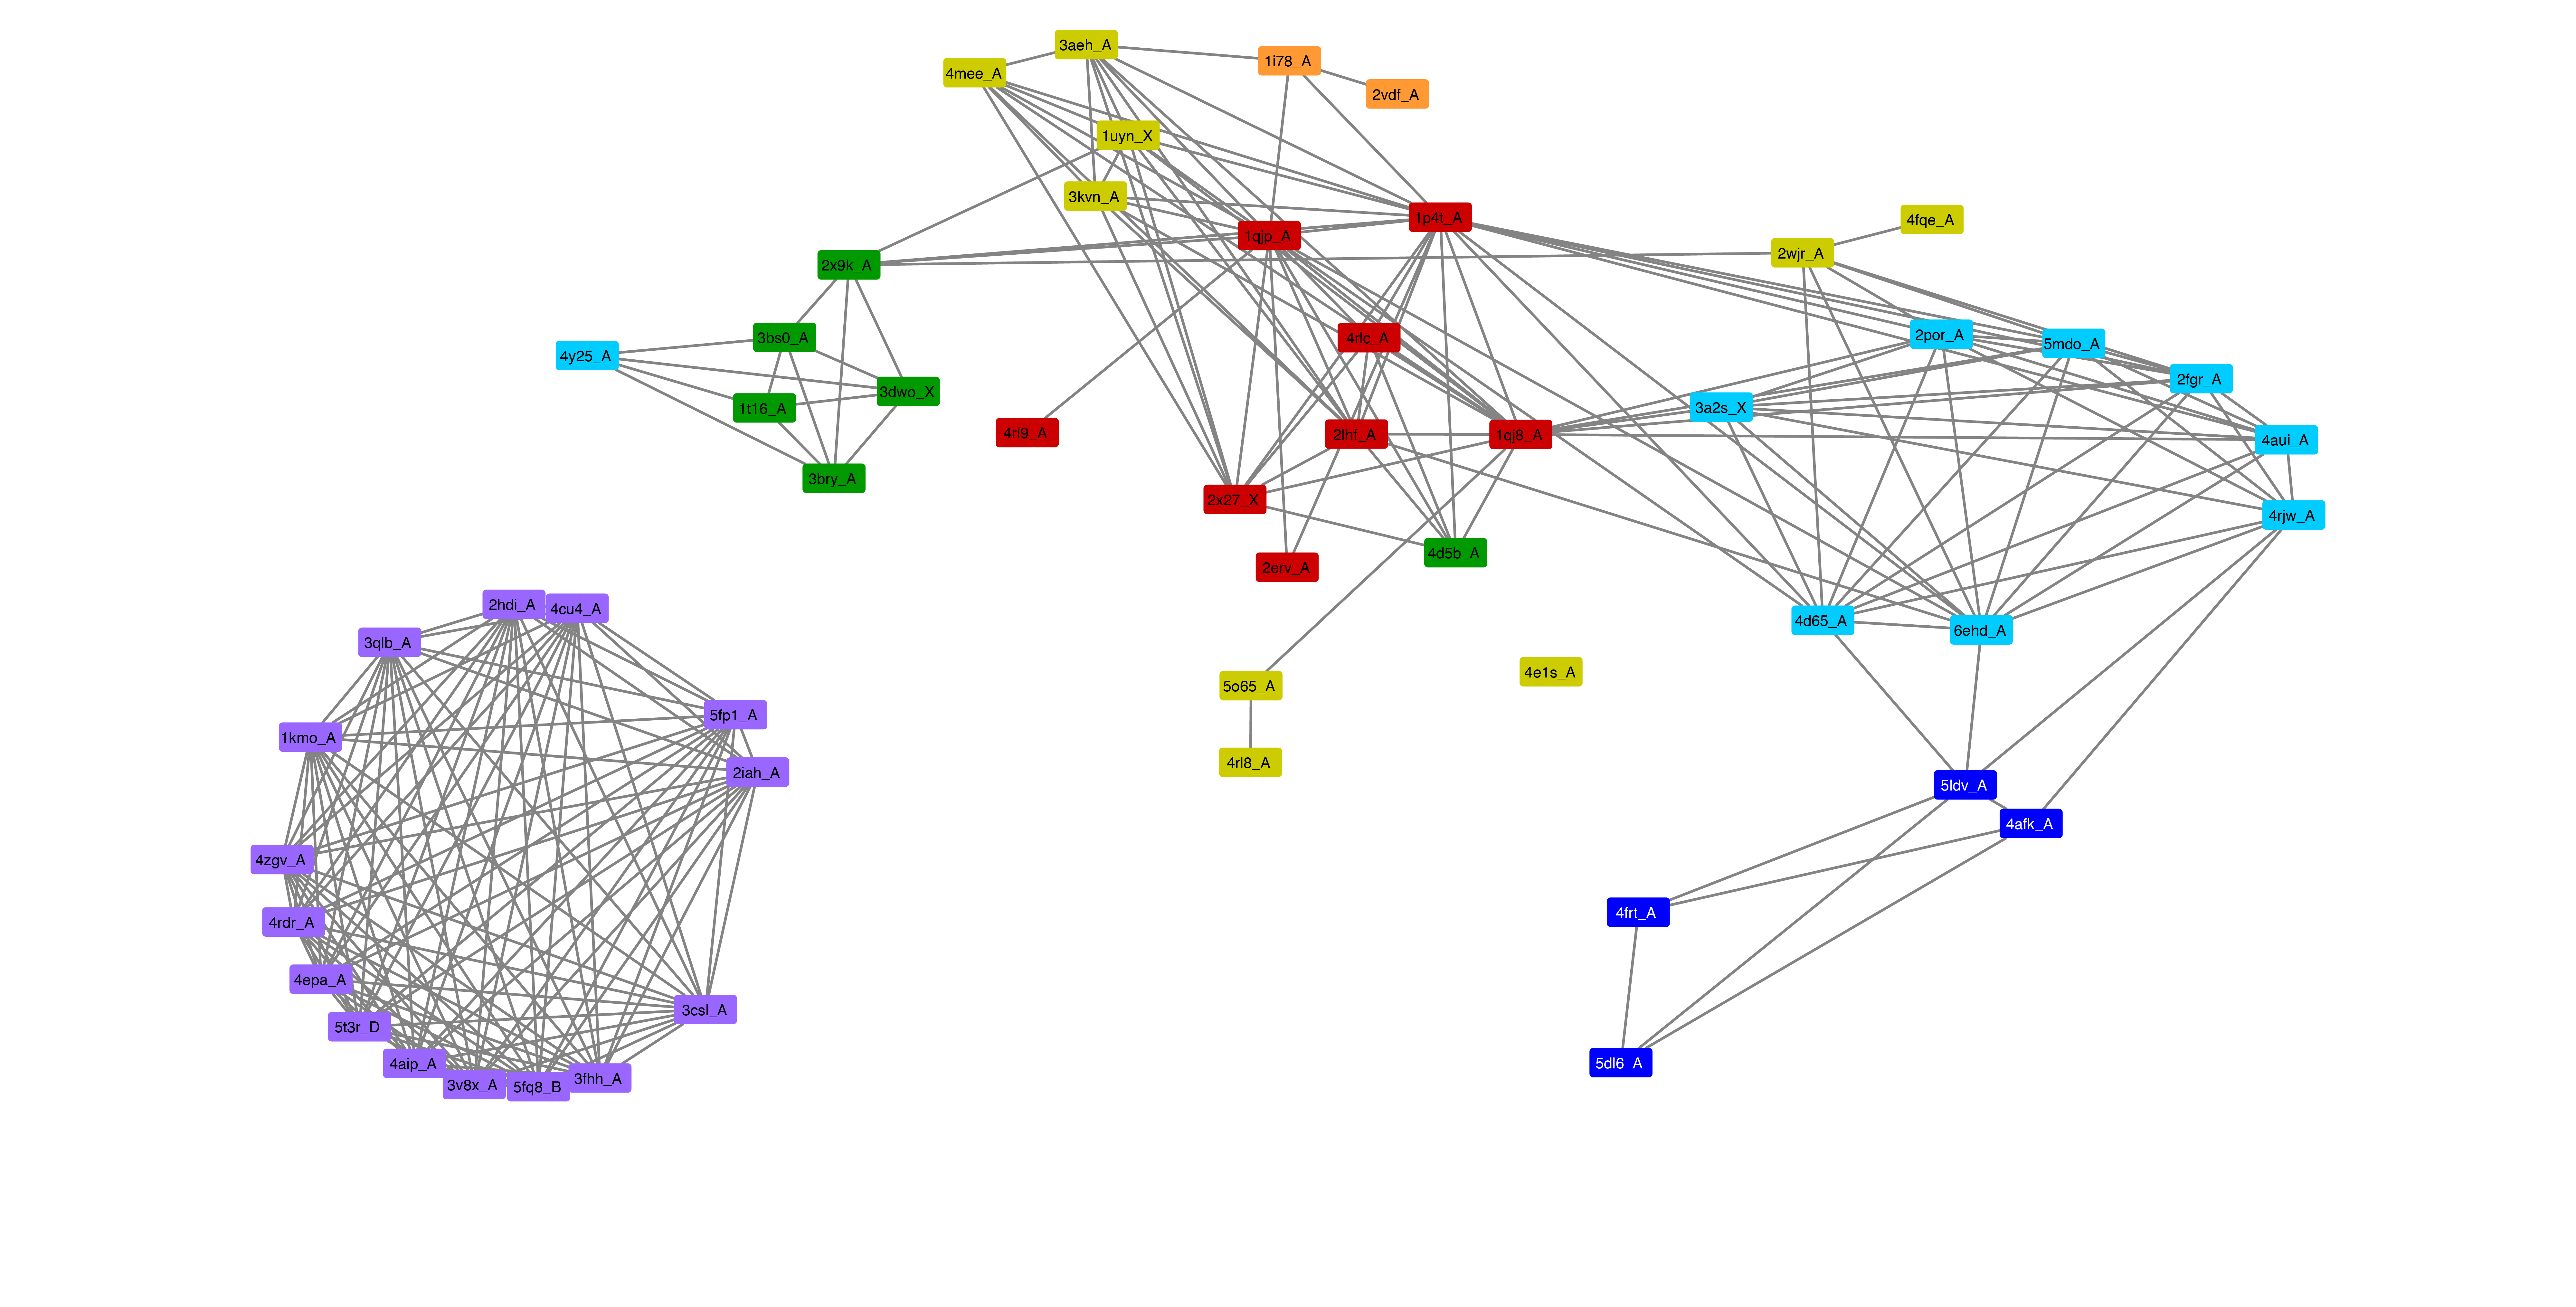 3aeh_A
1i78_A
4mee_A
2vdf_A
1uyn_X
3kvn_A
1p4t_A
4fqe_A
1qjp_A
2wjr_A
2x9k_A
2por_A
3bs0_A
4rlc_A
5mdo_A
4y25_A
2fgr_A
3dwo_X
1t16_A
3a2s_X
4rl9_A
2lhf_A
1qj8_A
4aui_A
3bry_A
2x27_X
4rjw_A
4d5b_A
2erv_A
2hdi_A
4cu4_A
4d65_A
6ehd_A
3qlb_A
4e1s_A
5o65_A
5fp1_A
1kmo_A
4rl8_A
2iah_A
5ldv_A
4afk_A
4zgv_A
4frt_A
4rdr_A
4epa_A
3csl_A
5t3r_D
4aip_A
5dl6_A
3v8x_A
5fq8_B
3fhh_A